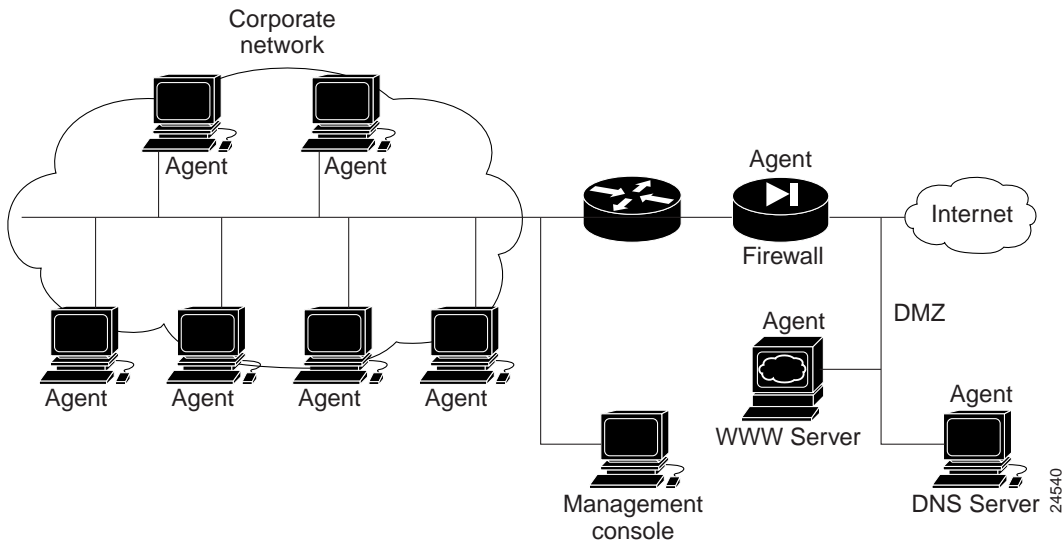 Corporate
network
Agent
Agent
Agent
Firewall
Internet
DMZ
Agent
Agent
Agent
Agent
Agent
WWW Server
Agent
DNS Server
Management
console
24540